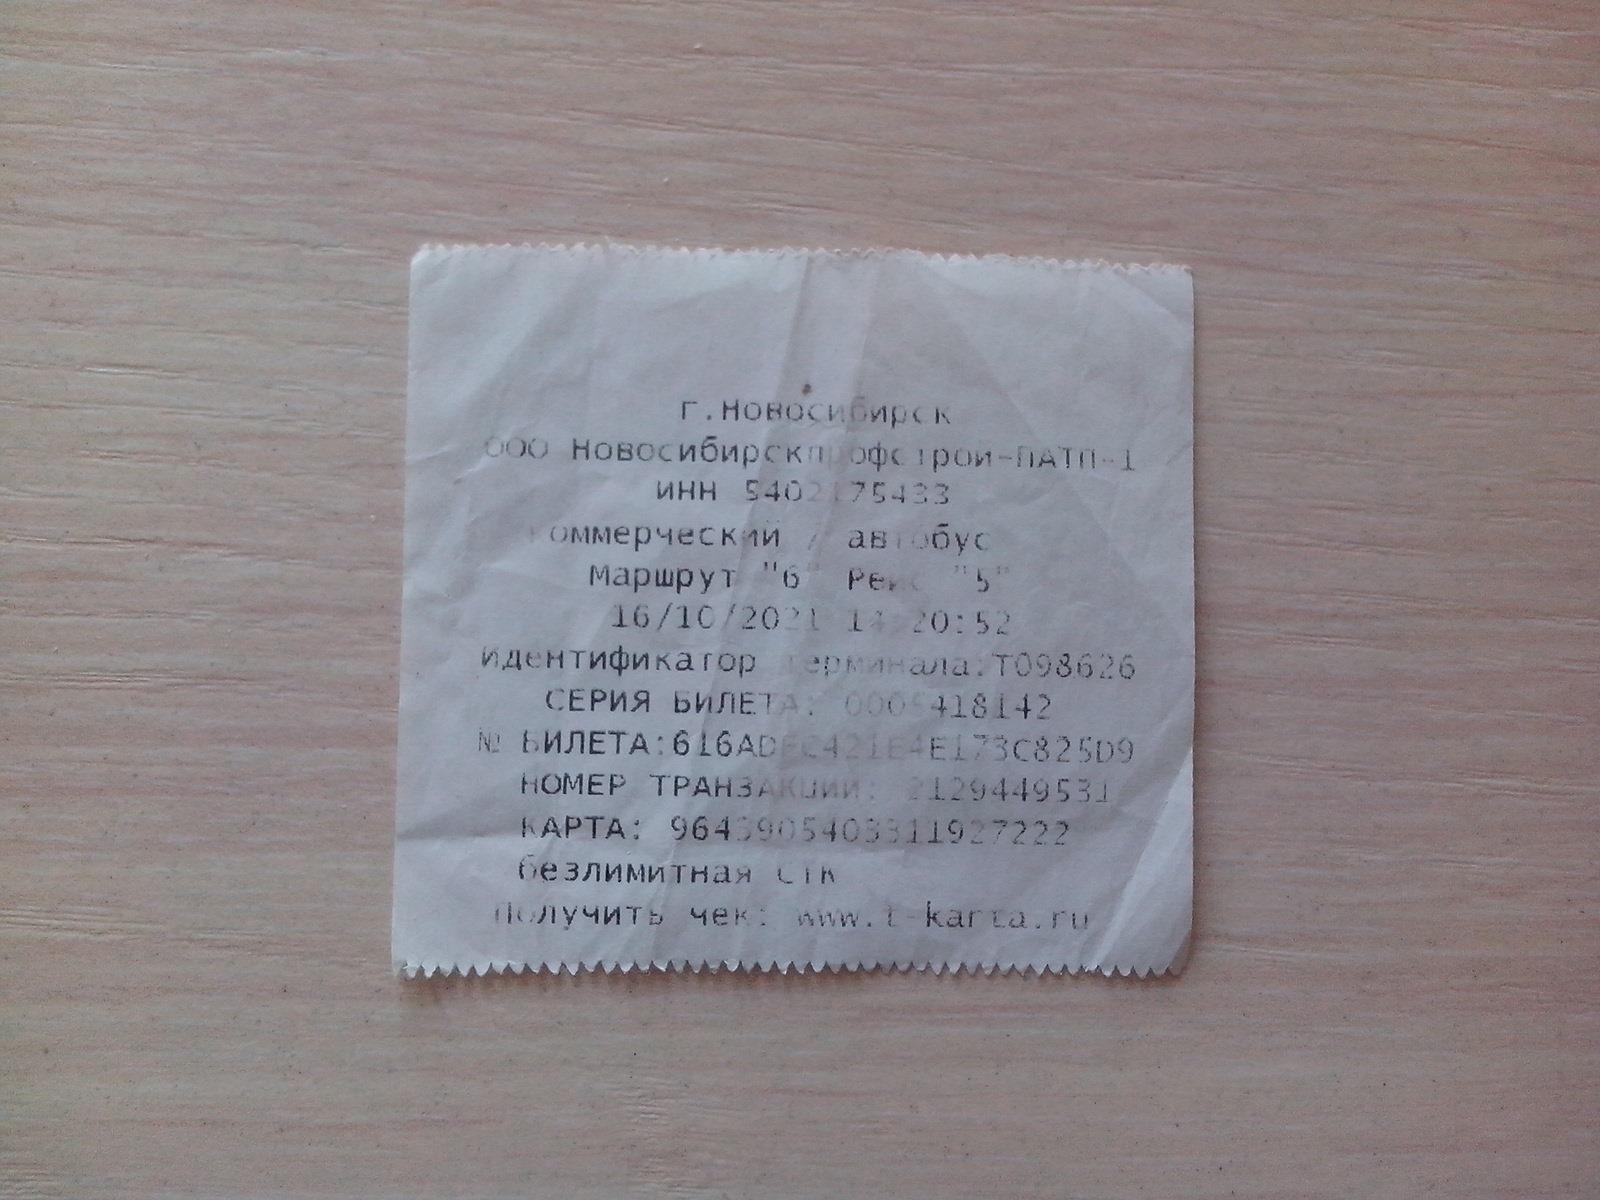 г.Новосибирск
ООО Новосибирскпрофстрой-ПАТП-1
ИНН 5402175433
Коммерческий / автобус
Маршрут "6" Рейс "5"
16/10/2021 14:20:52
Идентификатор терминала:T098626
СЕРИЯ БИЛЕТА: 0005418142
№ БИЛЕТА:616ADEC421E4E173C825D9
НОМЕР ТРАНЗАКЦИИ: 2129449531
КАРТА: 9643905403311927222
безлимитная СТК
Получить чек: www.t-karta.ru